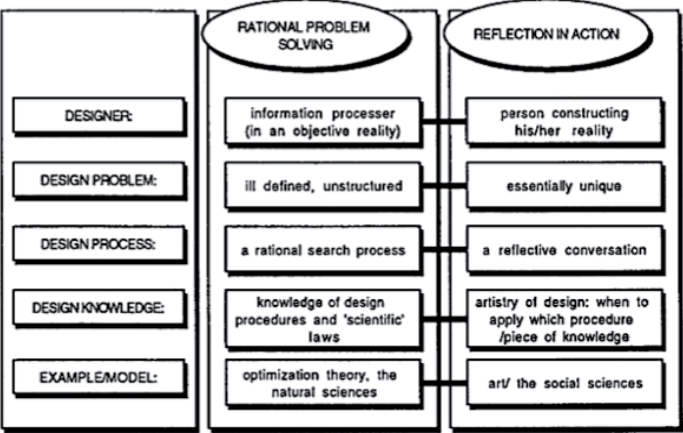 RATIONAL PROBLEM
SOLVING
REFLECTION IN ACTION
DESIGNER:
information processer
(in an objective reality)
person constructing
his/her reality
DESIGN PROBLEM:
ill defined, unstructured
essentially unique
DESIGN PROCESS:
a rational search process
a reflective conversation
DESIGN KNOWLEDGE:
knowledge of design
procedures and 'scientific'
laws
artistry of design: when to
apply which procedure
/piece of knowledge
EXAMPLE/MODEL:
optimization theory, the
natural sciences
art/ the social sciences